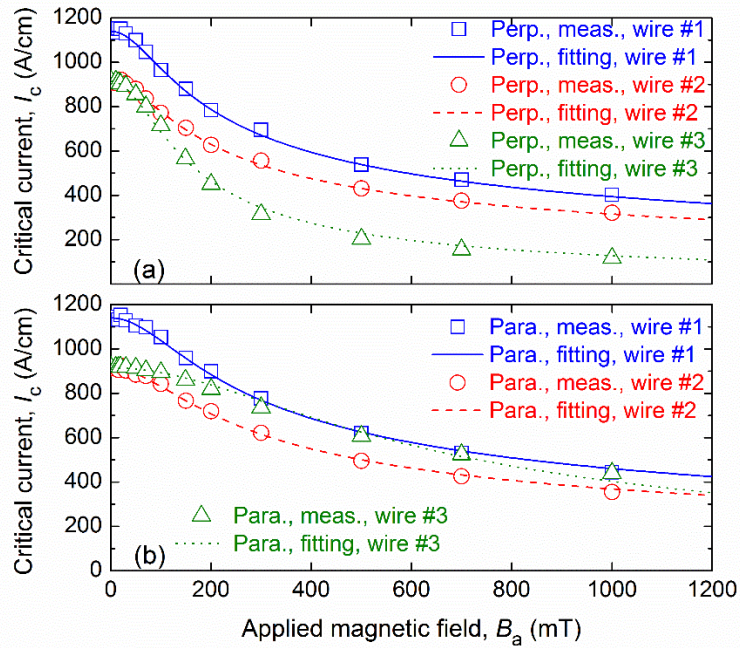 1200
1000
800
600
400
200
Critical current, Ic (A/cm)
Perp., meas., wire #1
Perp., fitting, wire #1
Perp., meas., wire #2
Perp., fitting, wire #2
Perp., meas., wire #3
Perp., fitting, wire #3
(a)
1200
1000
800
600
400
200
0
Critical current, Ic (A/cm)
Para., meas., wire #1
Para., fitting, wire #1
Para., meas., wire #2
Para., fitting, wire #2
Para., meas., wire #3
Para., fitting, wire #3
(b)
0 200 400 600 800 1000 1200
Applied magnetic field, Ba (mT)